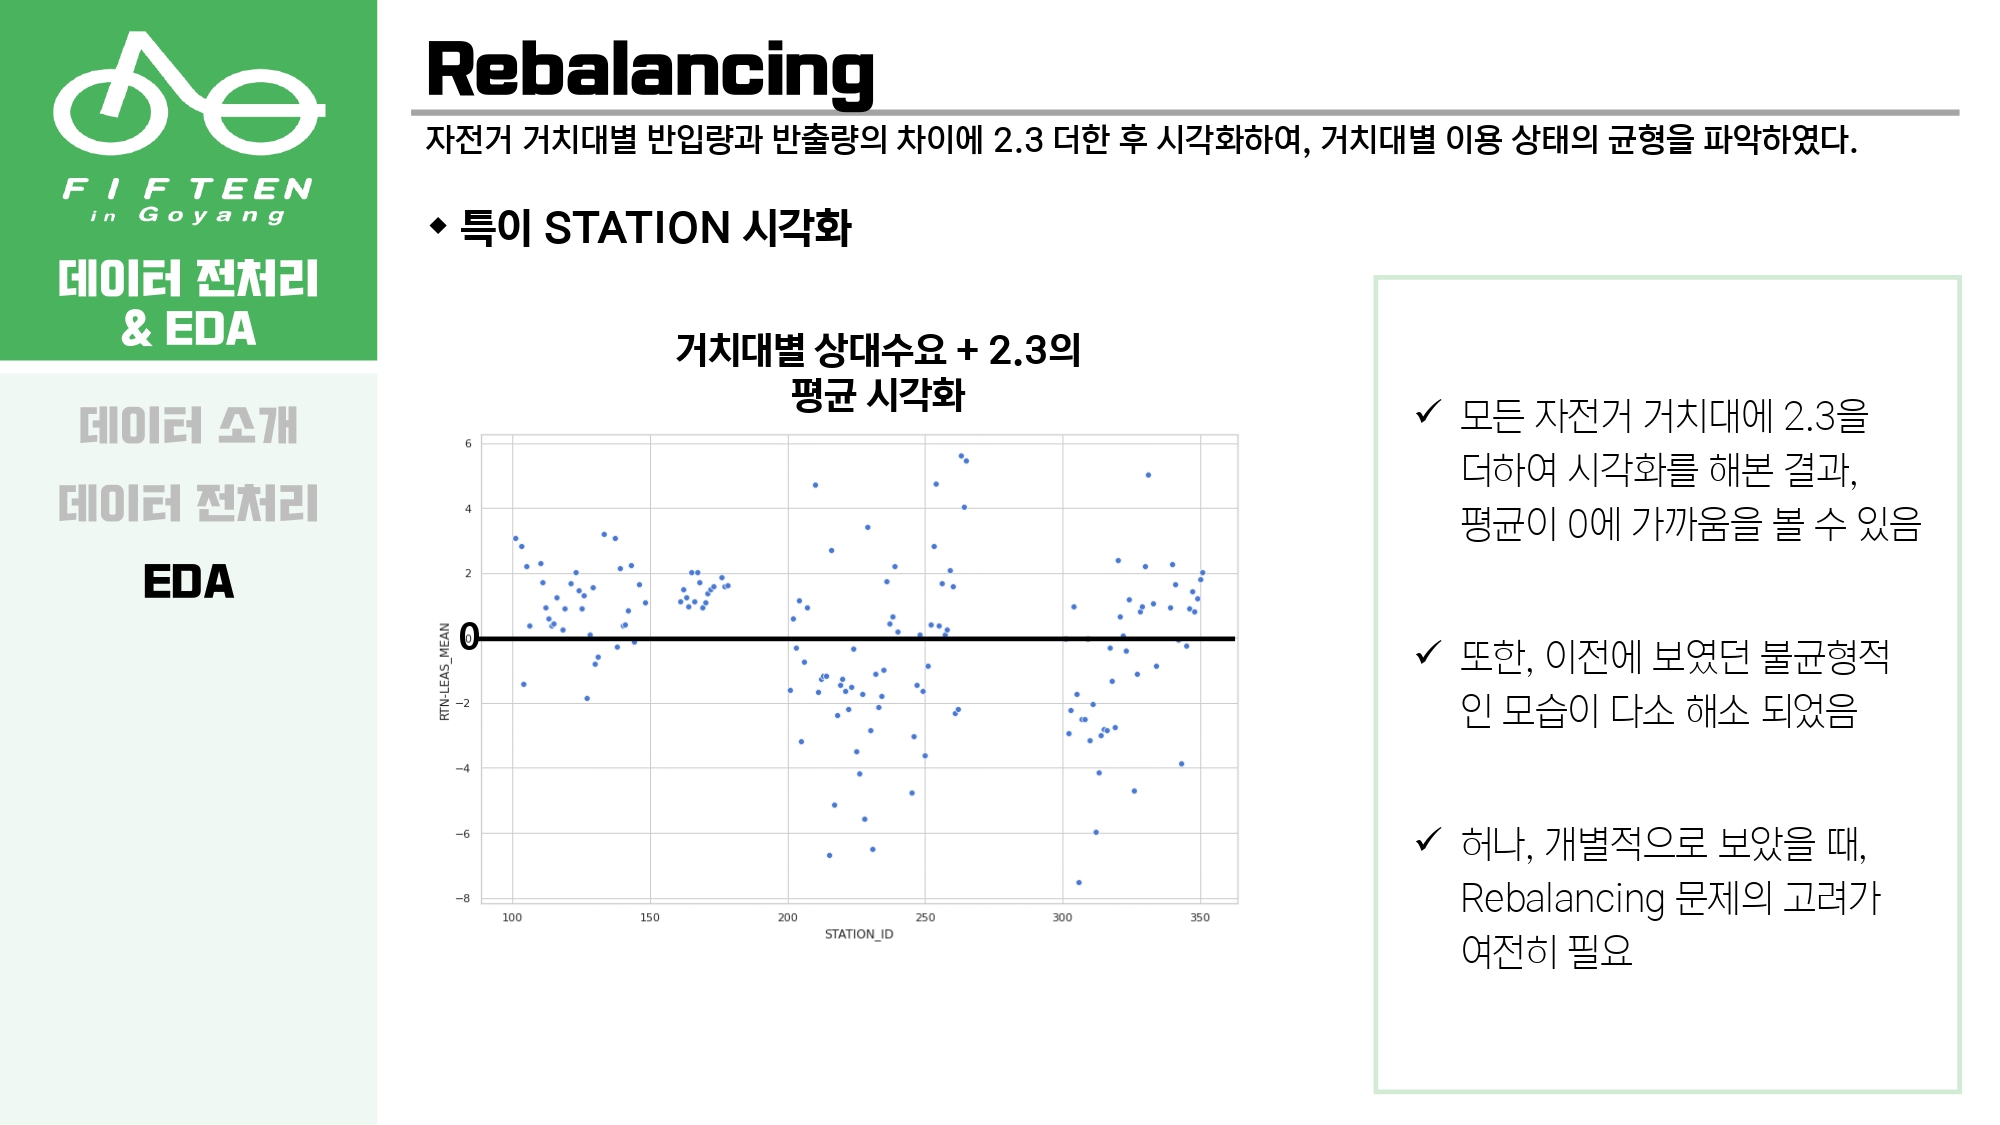 FIFTEEN
in Goyang
데이터 전처리
& EDA
데이터 소개
데이터 전처리
EDA
Rebalancing
자전거 거치대별 반입량과 반출량의 차이에 2.3 더한 후 시각화하여, 거치대별 이용 상태의 균형을 파악하였다.
◆ 특이 STATION 시각화
거치대별 상대수요 + 2.3의
평균 시각화
6
4
2
0
0
−2
−4
−6
−8
RTN-LEAS_MEAN
100 150 200 250 300 350
STATION_ID
✓ 모든 자전거 거치대에 2.3을
더하여 시각화를 해본 결과,
평균이 0에 가까움을 볼 수 있음
✓ 또한, 이전에 보였던 불균형적
인 모습이 다소 해소 되었음
✓ 허나, 개별적으로 보았을 때,
Rebalancing 문제의 고려가
여전히 필요